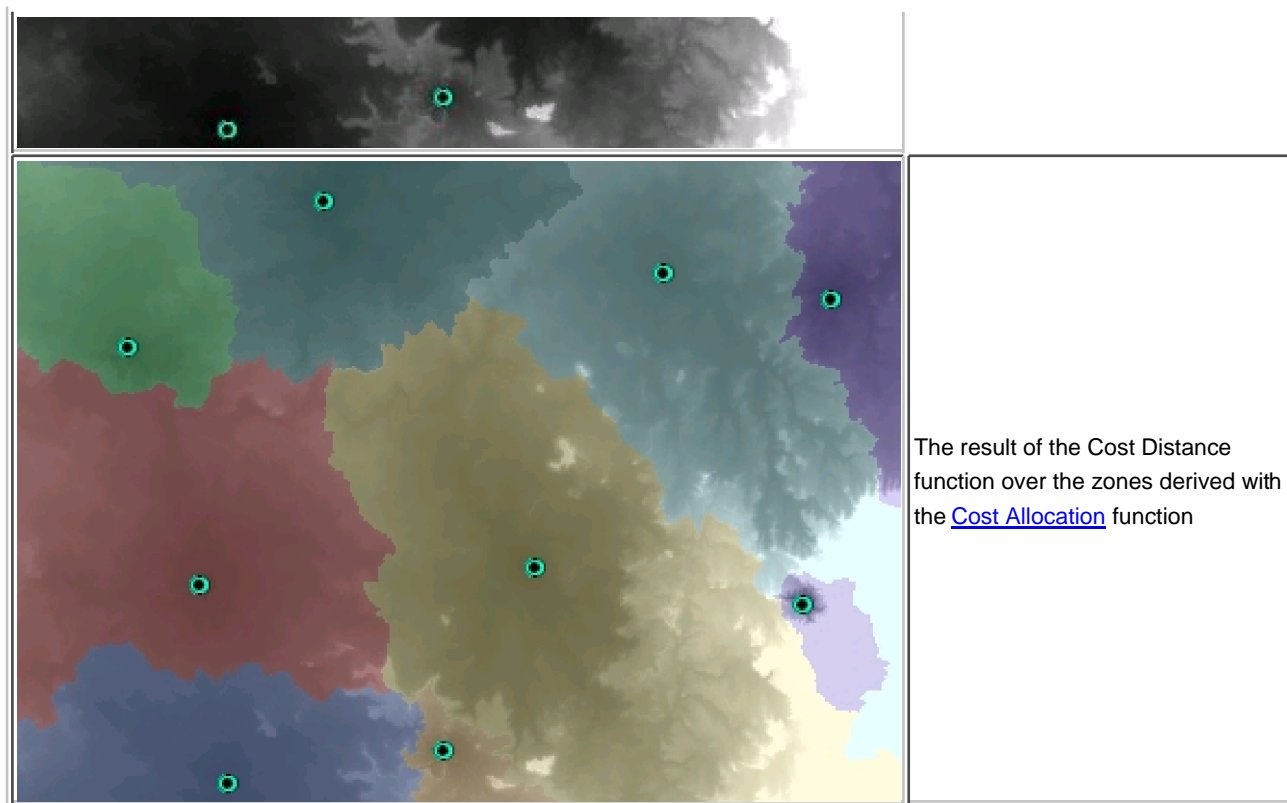 The result of the Cost Distance
function over the zones derived with
the Cost Allocation function